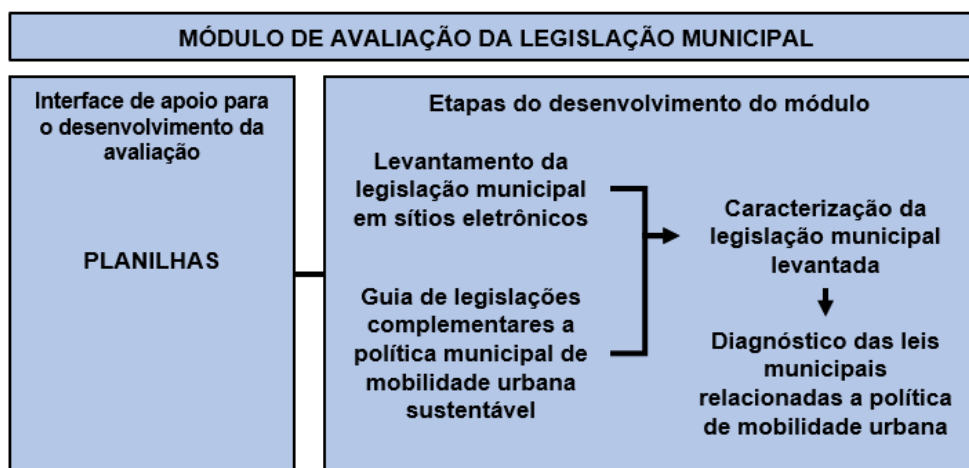 MÓDULO DE AVALIAÇÃO DA LEGISLAÇÃO MUNICIPAL
Interface de apoio para
o desenvolvimento da
avaliação
PLANILHAS
Etapas do desenvolvimento do módulo
Levantamento da
legislação municipal
em sítios eletrônicos
Guia de legislações
complementares a
política municipal de
mobilidade urbana
sustentável
Caracterização da
legislação municipal
levantada
Diagnóstico das leis
municipais
relacionadas a política
de mobilidade urbana